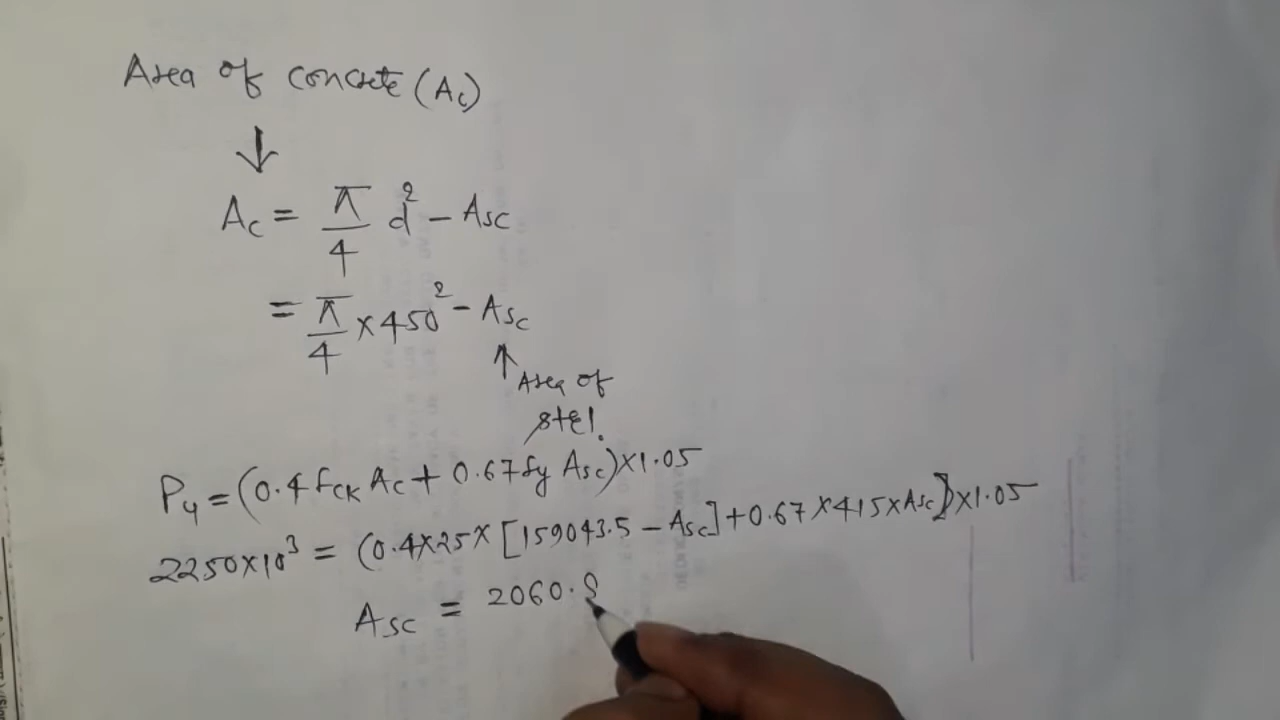 Area of concrete (Ac)
↓
Ac = π/4 d² - Asc
= π/4 × 450² - Asc
↑ Area of
steel.
Pu = (0.4 fck Ac + 0.67 fy Asc) × 1.05
2250×10³ = (0.4×25× [159043.5 - Asc] + 0.67 × 415 × Asc) × 1.05
Asc = 2060.8